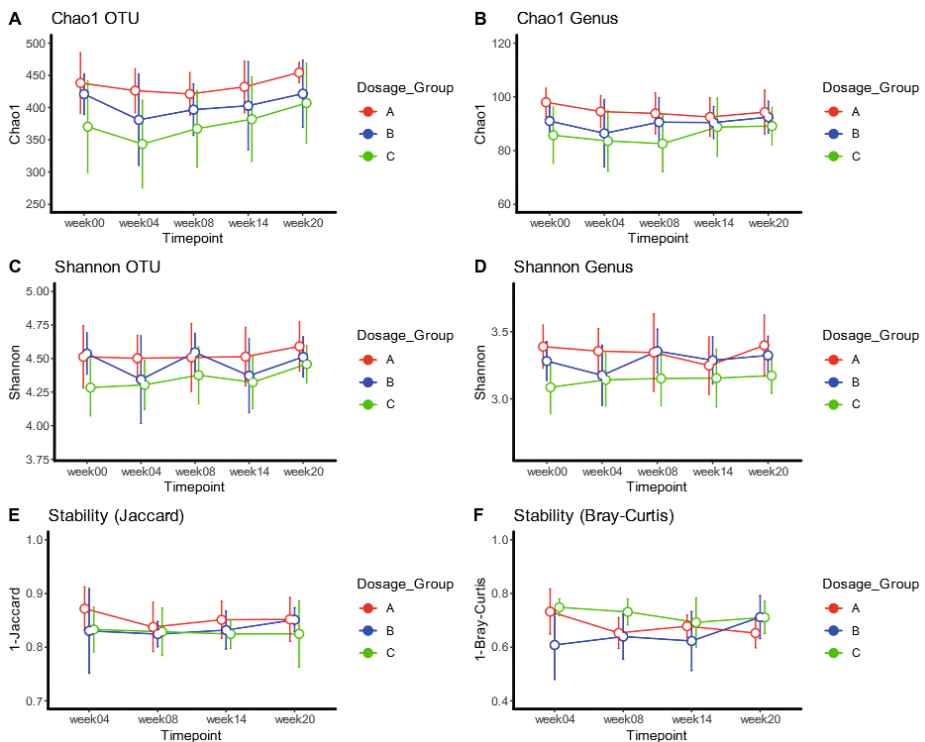 A Chao1 OTU
500
450
400
350
300
250
Chao1
week00 week04 week08 week14 week20
Timepoint
Dosage_Group
A
B
C
B Chao1 Genus
120
100
80
60
Chao1
week00 week04 week08 week14 week20
Timepoint
Dosage_Group
A
B
C
C Shannon OTU
5.00
4.75
4.50
4.25
4.00
3.75
Shannon
week00 week04 week08 week14 week20
Timepoint
Dosage_Group
A
B
C
D Shannon Genus
3.5
3.0
Shannon
week00 week04 week08 week14 week20
Timepoint
Dosage_Group
A
B
C
E Stability (Jaccard)
1.0
0.9
0.8
0.7
1-Jaccard
week04 week08 week14 week20
Timepoint
Dosage_Group
A
B
C
F Stability (Bray-Curtis)
1.0
0.8
0.6
0.4
1-Bray-Curtis
week04 week08 week14 week20
Timepoint
Dosage_Group
A
B
C